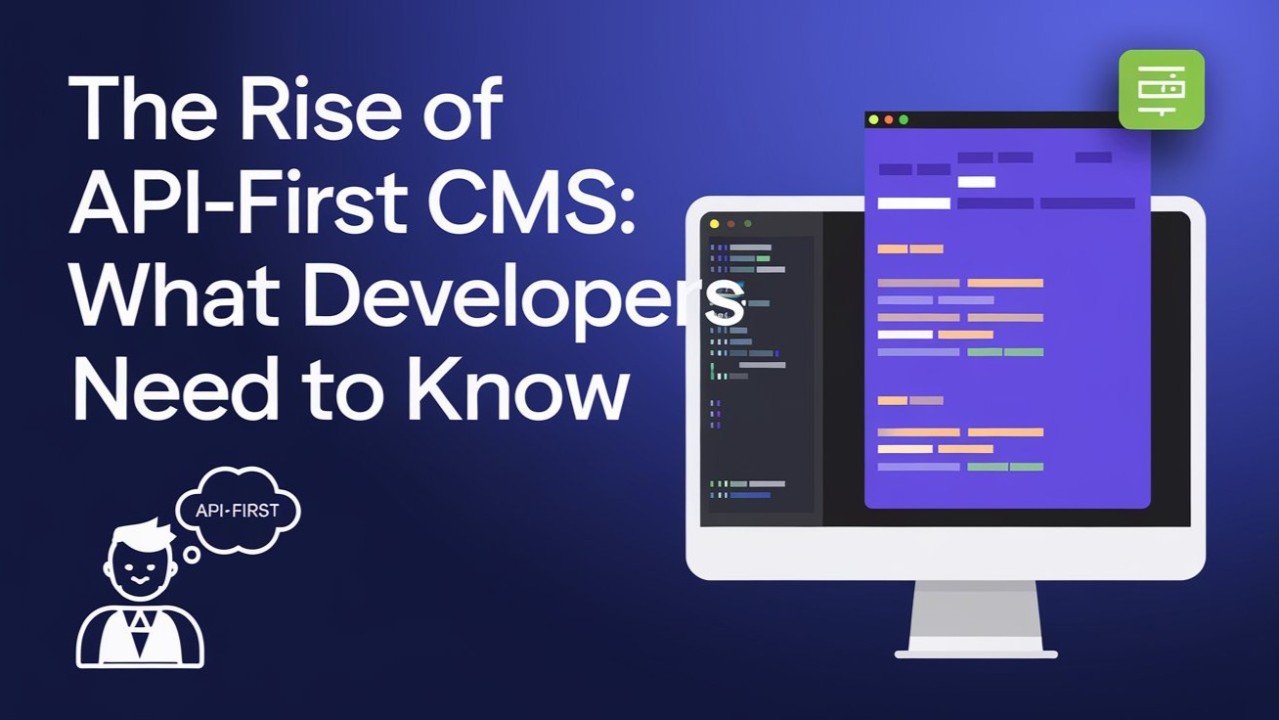 The Rise of
API-First CMS:
What Developers
Need to Know
API-FIRST